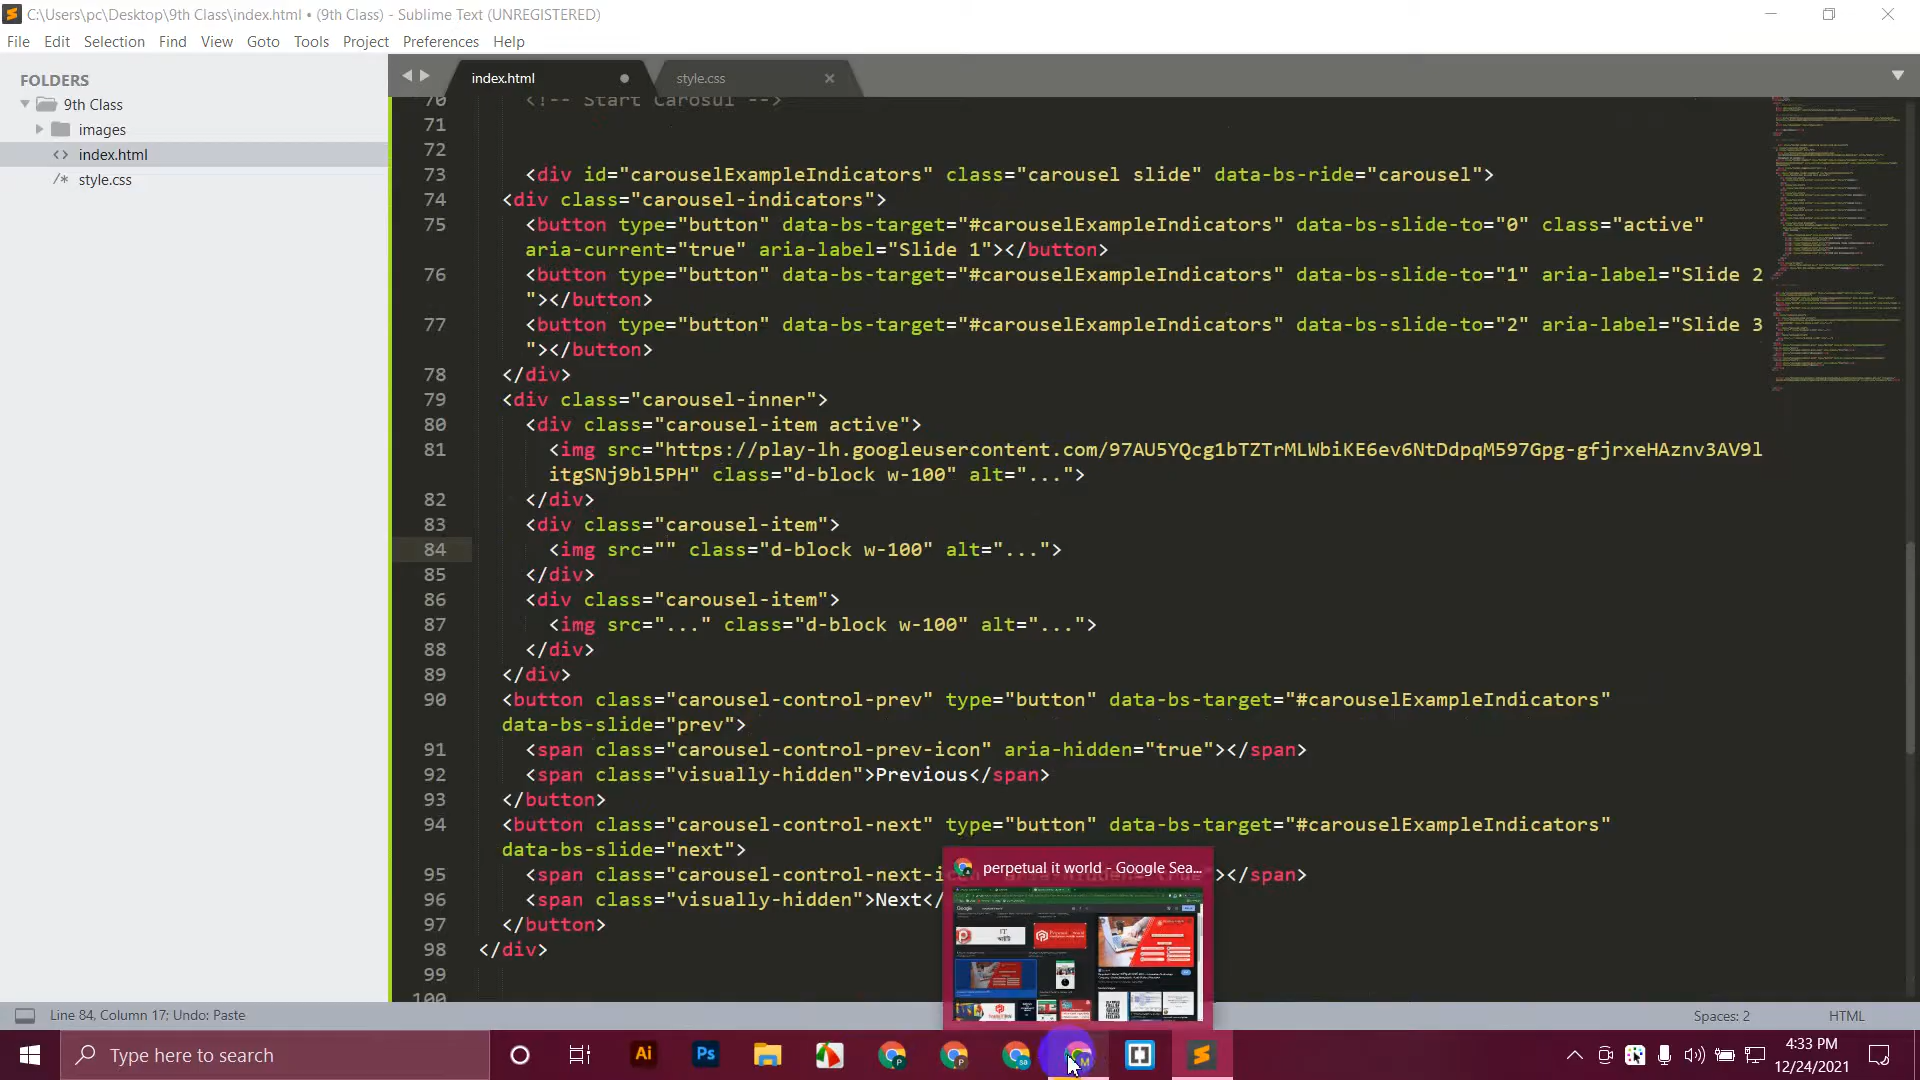 C:\Users\pc\Desktop\9th Class\index.html • (9th Class) - Sublime Text (UNREGISTERED)
File Edit Selection Find View Goto Tools Project Preferences Help
FOLDERS
9th Class
images
index.html
style.css
index.html
style.css
70 <!-- Start Carosul -->
71
72
73 <div id="carouselExampleIndicators" class="carousel slide" data-bs-ride="carousel">
74 <div class="carousel-indicators">
75 <button type="button" data-bs-target="#carouselExampleIndicators" data-bs-slide-to="0" class="active"
aria-current="true" aria-label="Slide 1"></button>
76 <button type="button" data-bs-target="#carouselExampleIndicators" data-bs-slide-to="1" aria-label="Slide 2
"></button>
77 <button type="button" data-bs-target="#carouselExampleIndicators" data-bs-slide-to="2" aria-label="Slide 3
"></button>
78 </div>
79 <div class="carousel-inner">
80 <div class="carousel-item active">
81 <img src="https://play-lh.googleusercontent.com/97AU5YQcg1bTZTrMLWbiKE6ev6NtDdpqM597Gpg-gfjrxeHAznv3AV9l
itgSNj9bl5PH" class="d-block w-100" alt="...">
82 </div>
83 <div class="carousel-item">
84 <img src="" class="d-block w-100" alt="...">
85 </div>
86 <div class="carousel-item">
87 <img src="..." class="d-block w-100" alt="...">
88 </div>
89 </div>
90 <button class="carousel-control-prev" type="button" data-bs-target="#carouselExampleIndicators"
data-bs-slide="prev">
91 <span class="carousel-control-prev-icon" aria-hidden="true"></span>
92 <span class="visually-hidden">Previous</span>
93 </button>
94 <button class="carousel-control-next" type="button" data-bs-target="#carouselExampleIndicators"
data-bs-slide="next">
95 <span class="carousel-control-next-i "></span>
96 <span class="visually-hidden">Next</
97 </button>
98 </div>
99
100
perpetual it world - Google Sea...
Line 84, Column 17; Undo: Paste
Spaces: 2
HTML
Type here to search
4:33 PM
12/24/2021